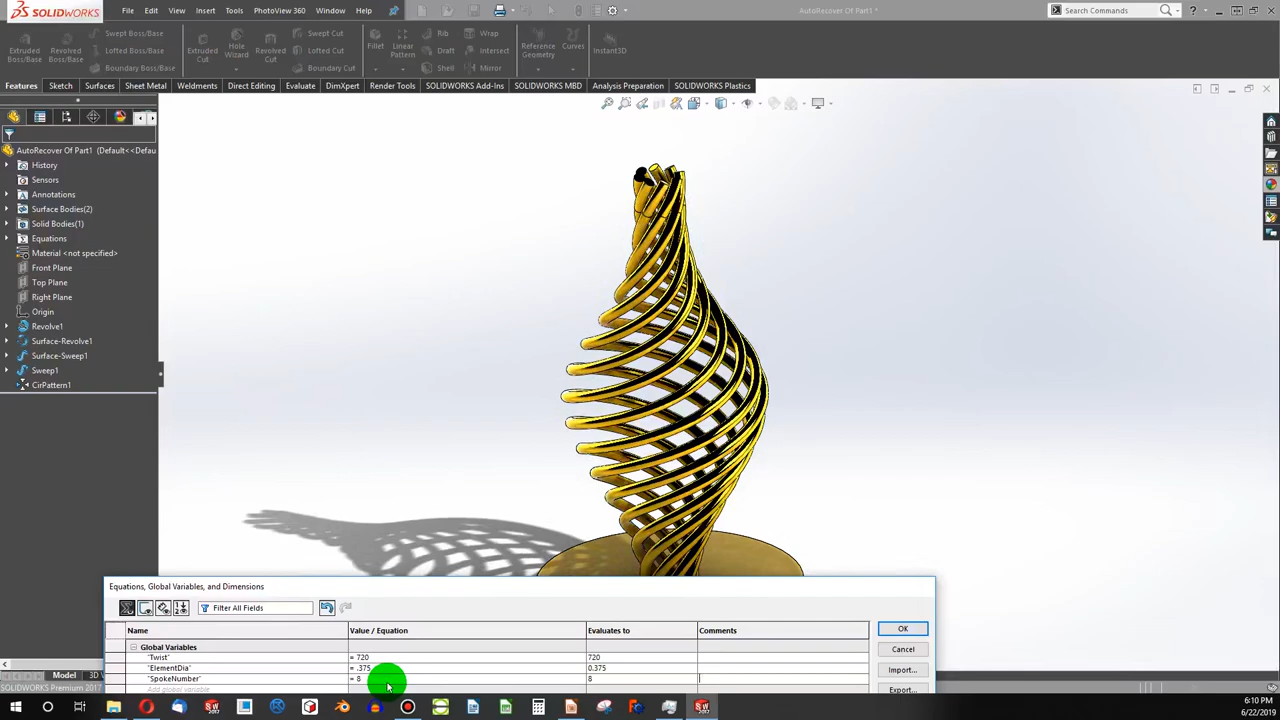 SOLIDWORKS File Edit View Insert Tools PhotoView 360 Window Help AutoRecover Of Part1 * Search Commands
Extruded Boss/Base
Revolved Boss/Base
Swept Boss/Base
Lofted Boss/Base
Boundary Boss/Base
Extruded Cut
Hole Wizard
Revolved Cut
Swept Cut
Lofted Cut
Boundary Cut
Fillet
Linear Pattern
Rib
Draft
Shell
Wrap
Intersect
Mirror
Reference Geometry
Curves
Instant3D
Features Sketch Surfaces Sheet Metal Weldments Direct Editing Evaluate DimXpert Render Tools SOLIDWORKS Add-Ins SOLIDWORKS MBD Analysis Preparation SOLIDWORKS Plastics
AutoRecover Of Part1 (Default<<Defau
History
Sensors
Annotations
Surface Bodies(2)
Solid Bodies(1)
Equations
Material <not specified>
Front Plane
Top Plane
Right Plane
Origin
Revolve1
Surface-Revolve1
Surface-Sweep1
Sweep1
CirPattern1
Equations, Global Variables, and Dimensions
Filter All Fields
Name Value / Equation Evaluates to Comments
Global Variables
"Twist" = 720 720
"ElementDia" = .375 0.375
"SpokeNumber" = 8 8
Add global variable
OK
Cancel
Import...
Export...
Model 3D
SOLIDWORKS Premium 2017
6:10 PM
6/22/2019